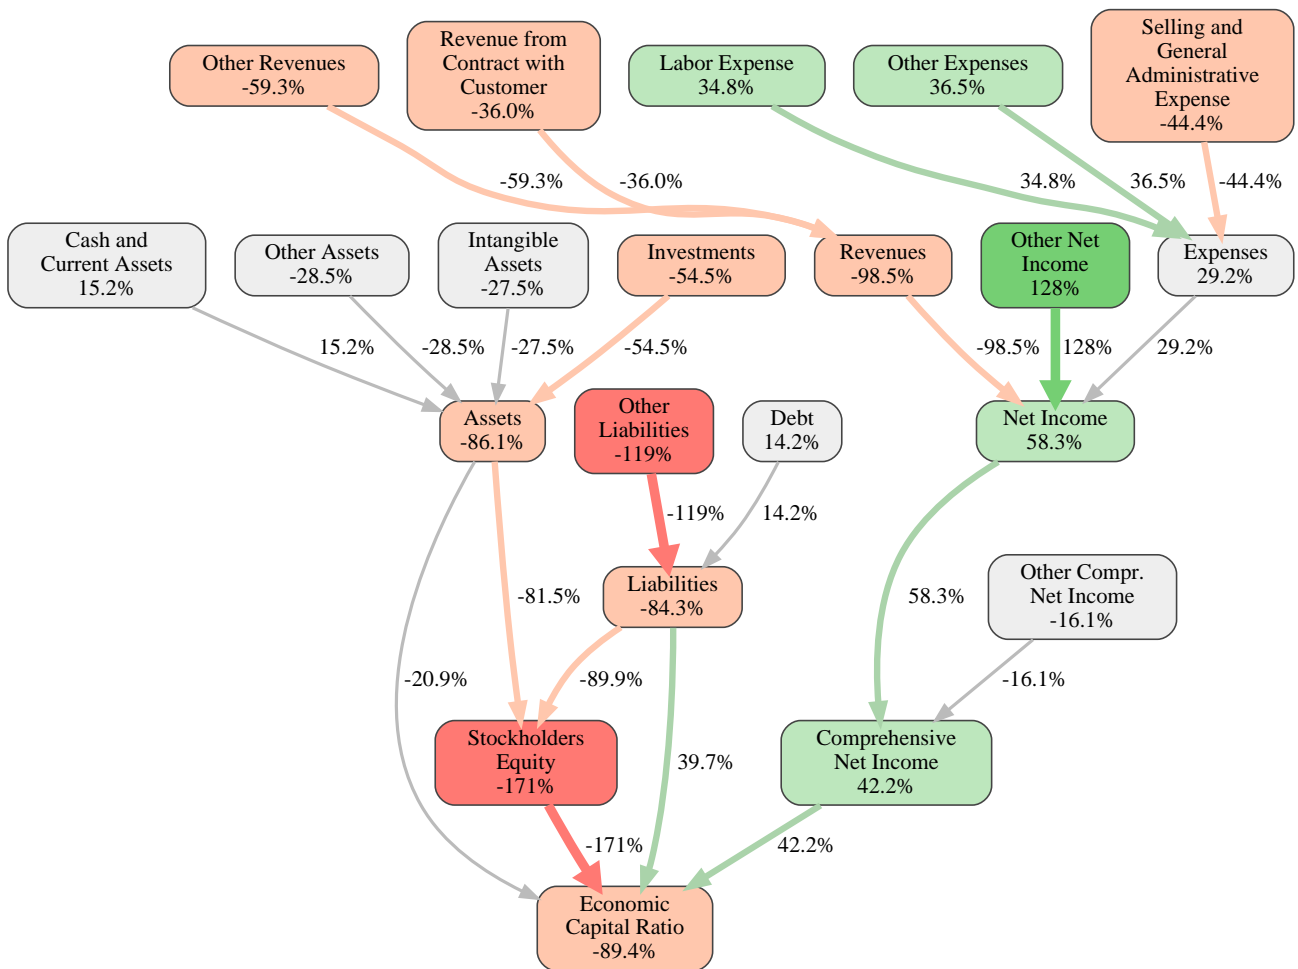 Other Revenues
-59.3%
Revenue from
Contract with
Customer
-36.0%
Labor Expense
34.8%
Other Expenses
36.5%
Selling and
General
Administrative
Expense
-44.4%
-59.3%
-36.0%
34.8%
36.5%
-44.4%
Cash and
Current Assets
15.2%
Other Assets
-28.5%
Intangible
Assets
-27.5%
Investments
-54.5%
Revenues
-98.5%
Other Net
Income
128%
Expenses
29.2%
15.2%
-28.5%
-27.5%
-54.5%
-98.5%
128%
29.2%
Assets
-86.1%
Other
Liabilities
-119%
Debt
14.2%
Net Income
58.3%
-119%
14.2%
-81.5%
Liabilities
-84.3%
58.3%
Other Compr.
Net Income
-16.1%
-20.9%
-89.9%
-16.1%
Stockholders
Equity
-171%
39.7%
Comprehensive
Net Income
42.2%
-171%
42.2%
Economic
Capital Ratio
-89.4%